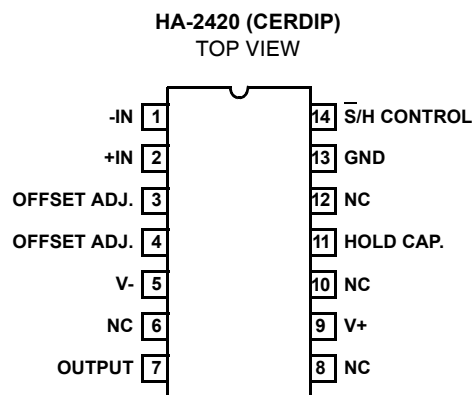 HA-2420 (CERDIP)
TOP VIEW
-IN 1 14 S̅/H CONTROL
+IN 2 13 GND
OFFSET ADJ. 3 12 NC
OFFSET ADJ. 4 11 HOLD CAP.
V- 5 10 NC
NC 6 9 V+
OUTPUT 7 8 NC